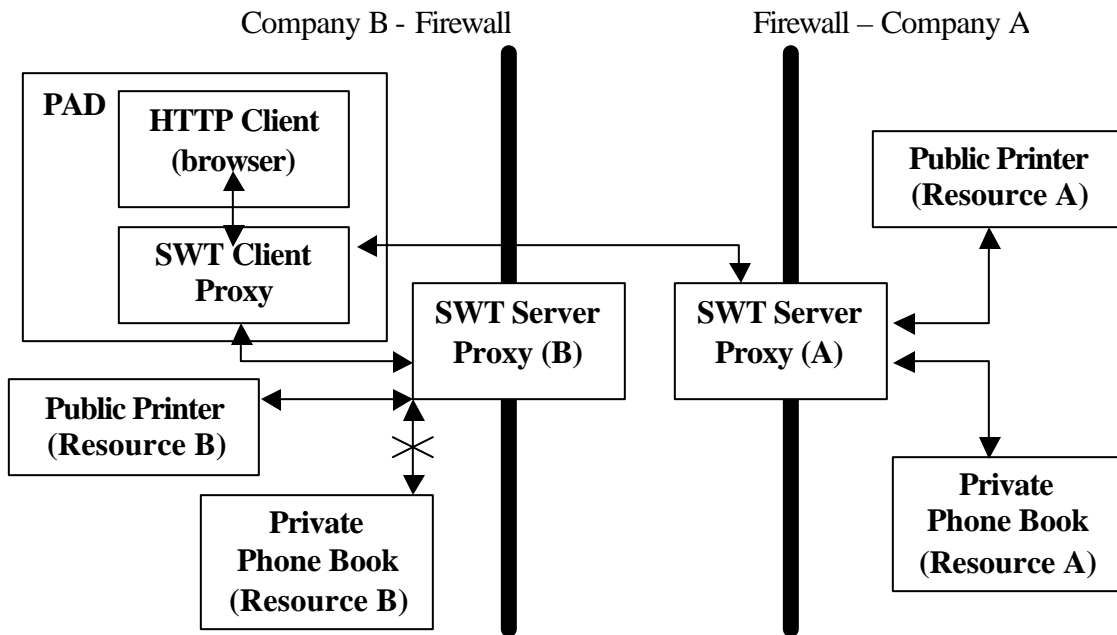 Company B - Firewall
Firewall – Company A
PAD
HTTP Client
(browser)
SWT Client
Proxy
SWT Server
Proxy (B)
SWT Server
Proxy (A)
Public Printer
(Resource A)
Public Printer
(Resource B)
Private
Phone Book
(Resource B)
Private
Phone Book
(Resource A)